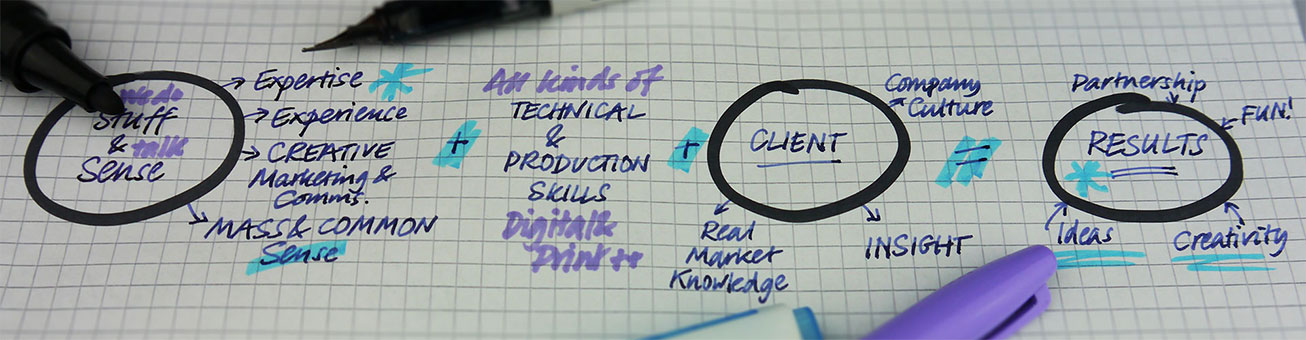 We do
Stuff
& talk
Sense
Expertise
Experience
CREATIVE
Marketing &
Comms.
MASS & COMMON
Sense
+
All kinds of
TECHNICAL
&
PRODUCTION
SKILLS
Digital &
Print ++
+
CLIENT
Company
Culture
Real
Market
Knowledge
INSIGHT
=
RESULTS
Partnership
FUN!
Ideas
Creativity